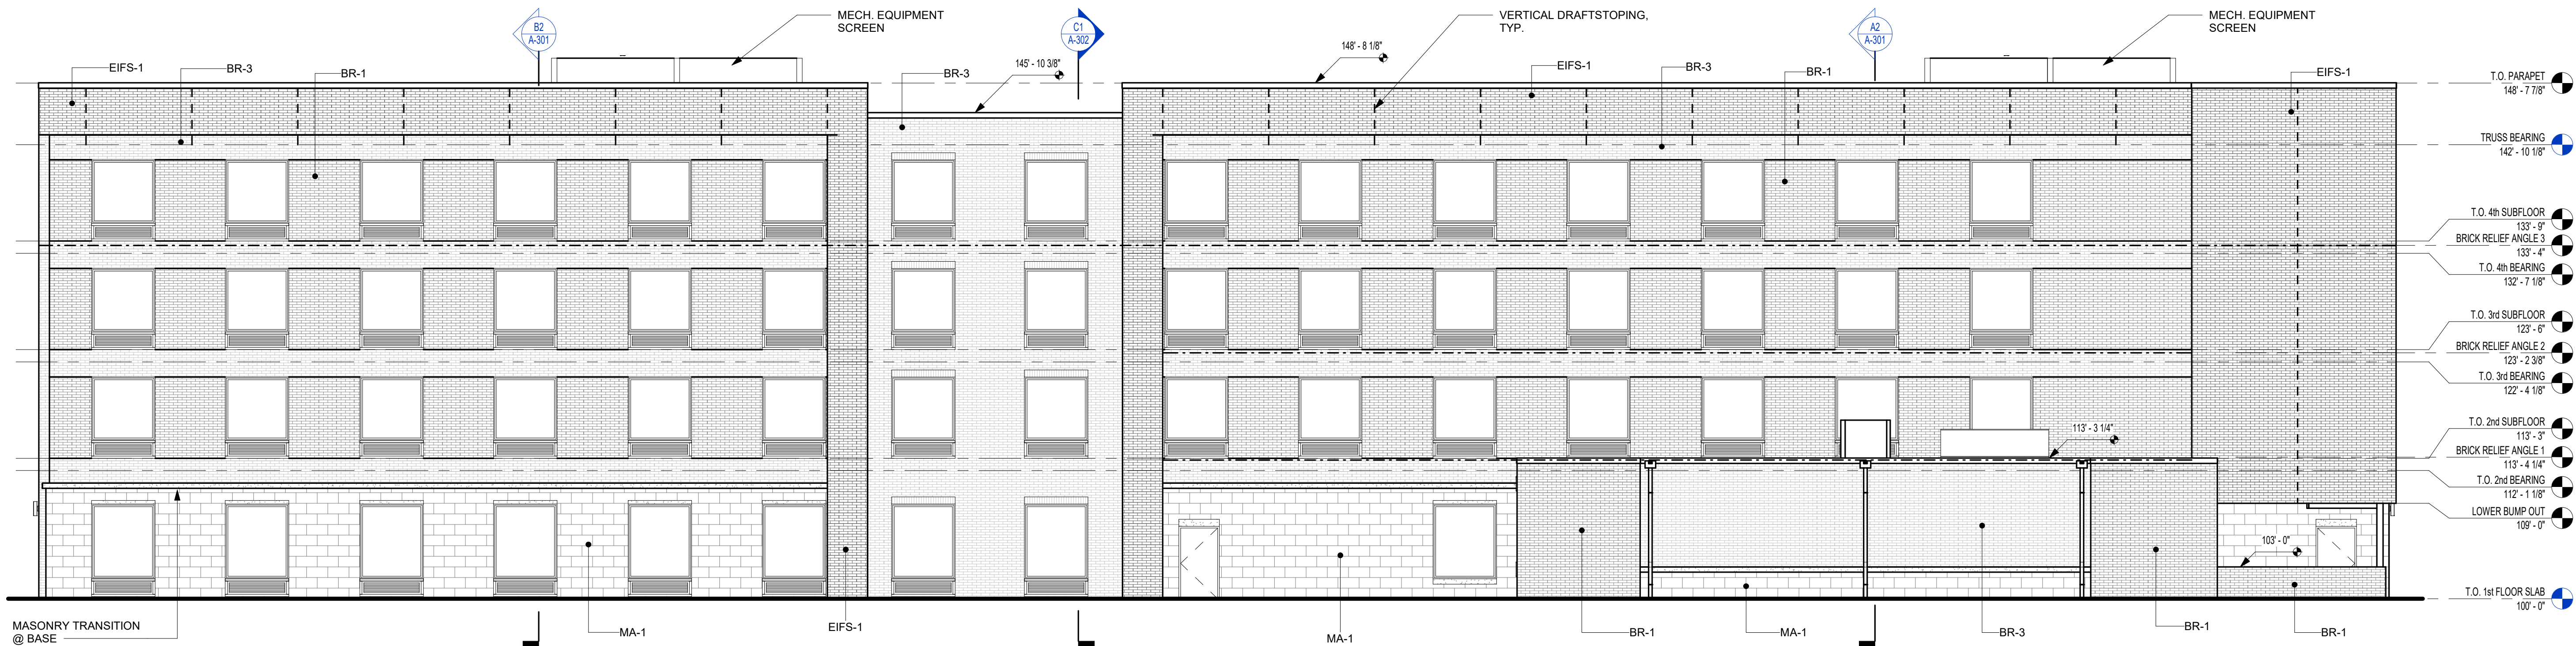 B2
A-301
MECH. EQUIPMENT
SCREEN
C1
A-302
VERTICAL DRAFTSTOPING,
TYP.
A2
A-301
MECH. EQUIPMENT
SCREEN
EIFS-1
BR-3
BR-1
BR-3
145' - 10 3/8"
148' - 8 1/8"
EIFS-1
BR-3
BR-1
EIFS-1
T.O. PARAPET
148' - 7 7/8"
TRUSS BEARING
142' - 10 1/8"
T.O. 4th SUBFLOOR
133' - 9"
BRICK RELIEF ANGLE 3
133' - 4"
T.O. 4th BEARING
132' - 7 1/8"
T.O. 3rd SUBFLOOR
123' - 6"
BRICK RELIEF ANGLE 2
123' - 2 3/8"
T.O. 3rd BEARING
122' - 4 1/8"
113' - 3 1/4"
T.O. 2nd SUBFLOOR
113' - 3"
BRICK RELIEF ANGLE 1
113' - 4 1/4"
T.O. 2nd BEARING
112' - 1 1/8"
LOWER BUMP OUT
109' - 0"
103' - 0"
T.O. 1st FLOOR SLAB
100' - 0"
MASONRY TRANSITION
@ BASE
MA-1
EIFS-1
MA-1
BR-1
MA-1
BR-3
BR-1
BR-1